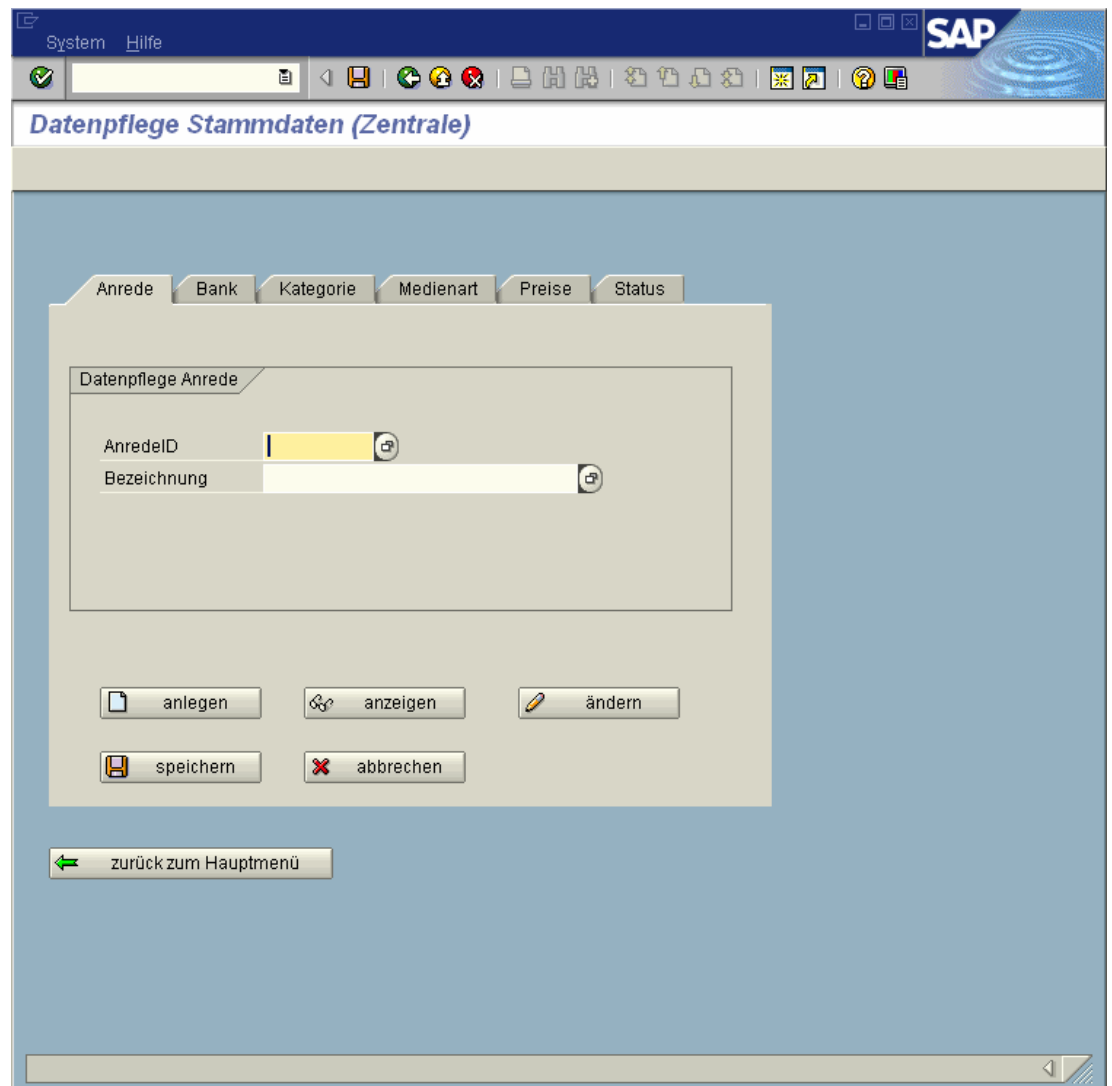 System Hilfe
SAP
Datenpflege Stammdaten (Zentrale)
Anrede Bank Kategorie Medienart Preise Status
Datenpflege Anrede
AnredeID
Bezeichnung
anlegen anzeigen ändern
speichern abbrechen
zurück zum Hauptmenü